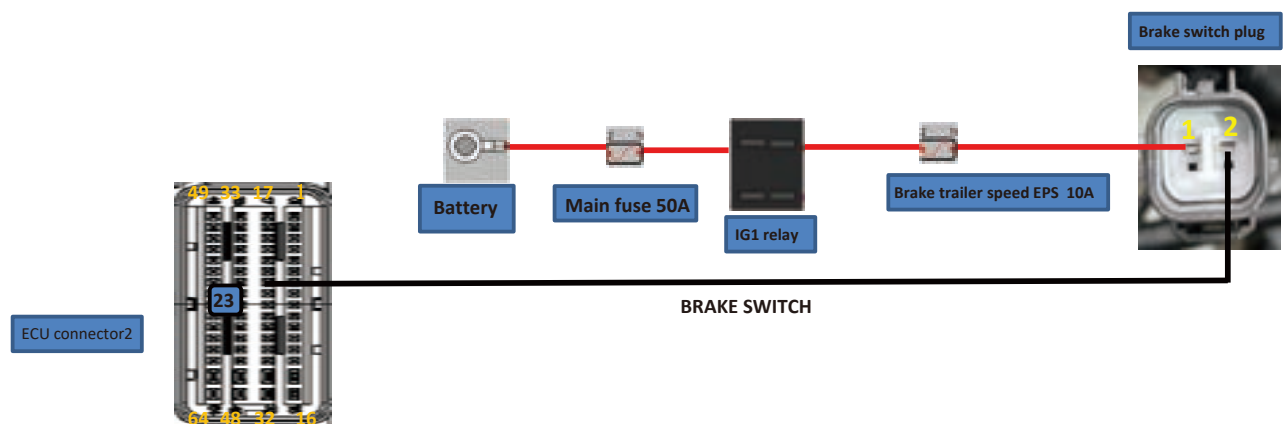 Brake switch plug
1 2
Battery
Main fuse 50A
IG1 relay
Brake trailer speed EPS 10A
49 33 17 1
23
BRAKE SWITCH
ECU connector2
64 48 32 16